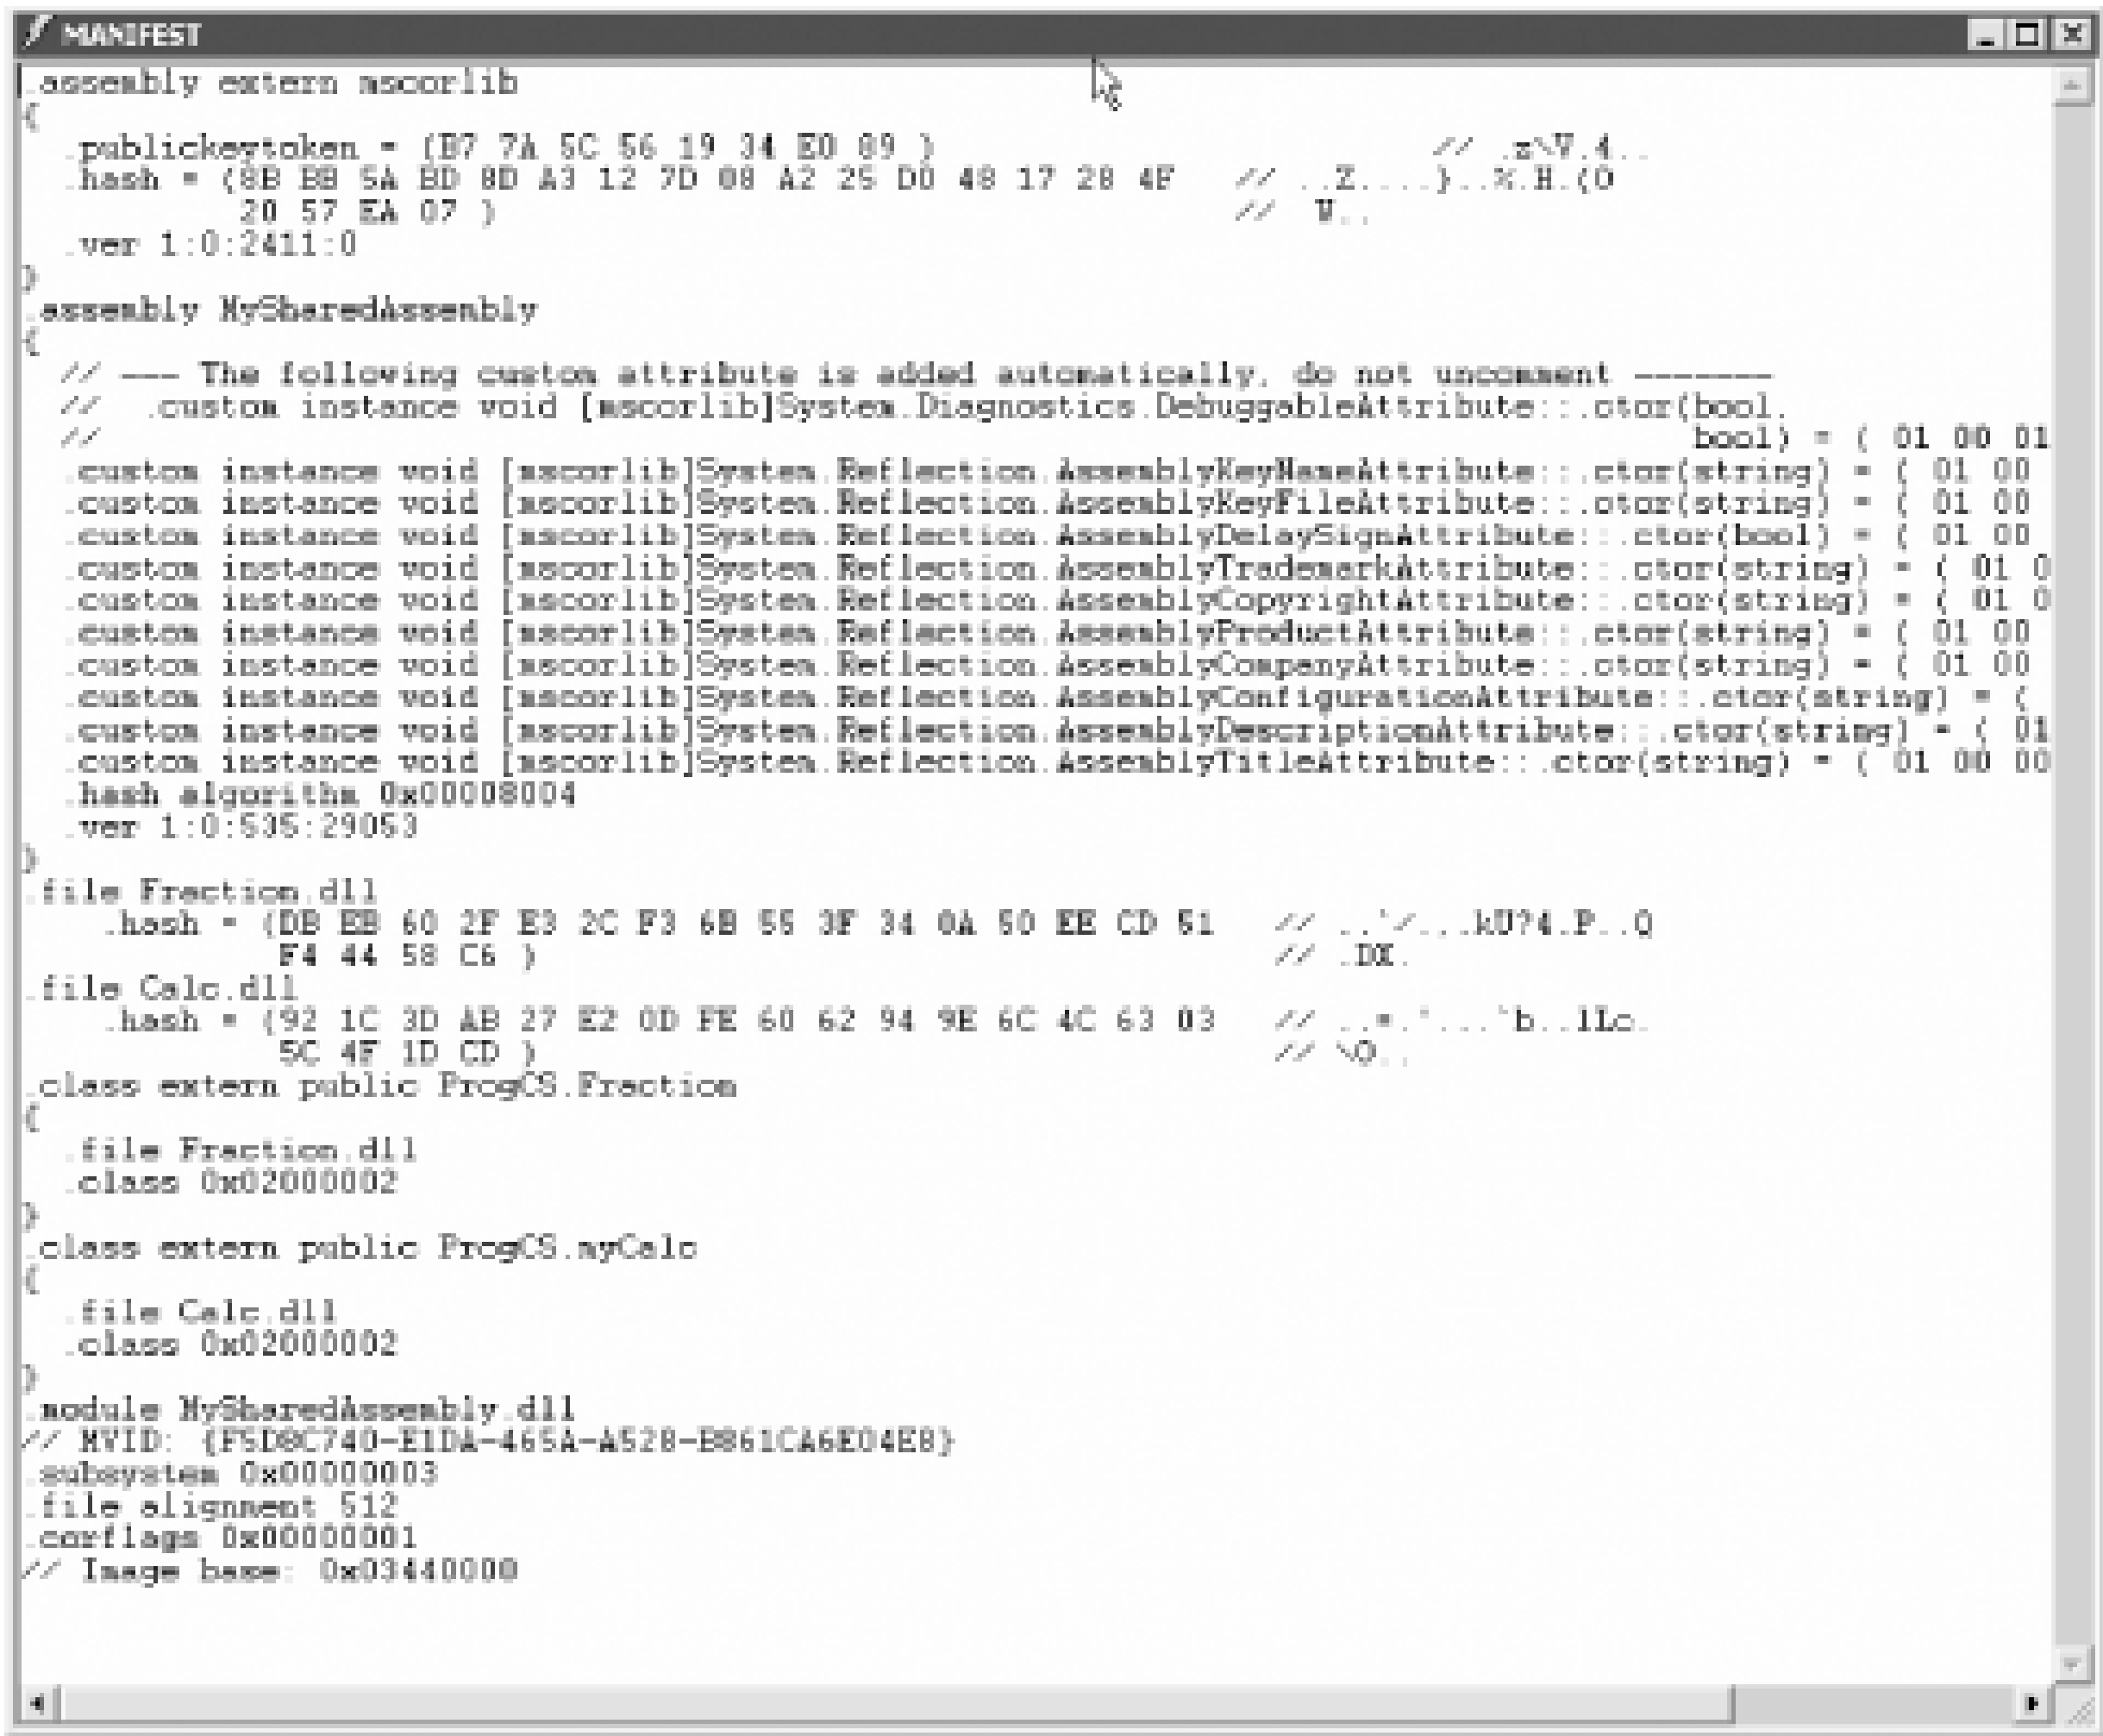 MANIFEST
.assembly extern mscorlib
{
.publickeytoken = (B7 7A 5C 56 19 34 E0 89 ) // .z\V.4..
.hash = (8B BB 5A BD 8D A3 12 7D 08 A2 25 D0 48 17 28 4F // ..Z....}..%.H.(O
20 57 EA 07 ) // W..
.ver 1:0:2411:0
}
.assembly MySharedAssembly
{
// --- The following custom attribute is added automatically, do not uncomment -------
// .custom instance void [mscorlib]System.Diagnostics.DebuggableAttribute::.ctor(bool,
// bool) = ( 01 00 01
.custom instance void [mscorlib]System.Reflection.AssemblyKeyNameAttribute::.ctor(string) = ( 01 00
.custom instance void [mscorlib]System.Reflection.AssemblyKeyFileAttribute::.ctor(string) = ( 01 00
.custom instance void [mscorlib]System.Reflection.AssemblyDelaySignAttribute::.ctor(bool) = ( 01 00
.custom instance void [mscorlib]System.Reflection.AssemblyTrademarkAttribute::.ctor(string) = ( 01 0
.custom instance void [mscorlib]System.Reflection.AssemblyCopyrightAttribute::.ctor(string) = ( 01 0
.custom instance void [mscorlib]System.Reflection.AssemblyProductAttribute::.ctor(string) = ( 01 00
.custom instance void [mscorlib]System.Reflection.AssemblyCompanyAttribute::.ctor(string) = ( 01 00
.custom instance void [mscorlib]System.Reflection.AssemblyConfigurationAttribute::.ctor(string) = (
.custom instance void [mscorlib]System.Reflection.AssemblyDescriptionAttribute::.ctor(string) = ( 01
.custom instance void [mscorlib]System.Reflection.AssemblyTitleAttribute::.ctor(string) = ( 01 00 00
.hash algorithm 0x00008004
.ver 1:0:535:29053
}
.file Fraction.dll
.hash = (DB EB 60 2F E3 2C F3 6B 55 3F 34 0A 50 EE CD 51 // ..`/.,.kU?4.P..Q
F4 44 58 C6 ) // .DX.
.file Calc.dll
.hash = (92 1C 3D AB 27 E2 0D FE 60 62 94 9E 6C 4C 63 03 // ..=.'...`b..lLc.
5C 4F 1D CD ) // \O..
.class extern public ProgCS.Fraction
{
.file Fraction.dll
.class 0x02000002
}
.class extern public ProgCS.myCalc
{
.file Calc.dll
.class 0x02000002
}
.module MySharedAssembly.dll
// MVID: {F5D8C740-E1DA-465A-A528-B861CA6E04E8}
.subsystem 0x00000003
.file alignment 512
.corflags 0x00000001
// Image base: 0x03440000